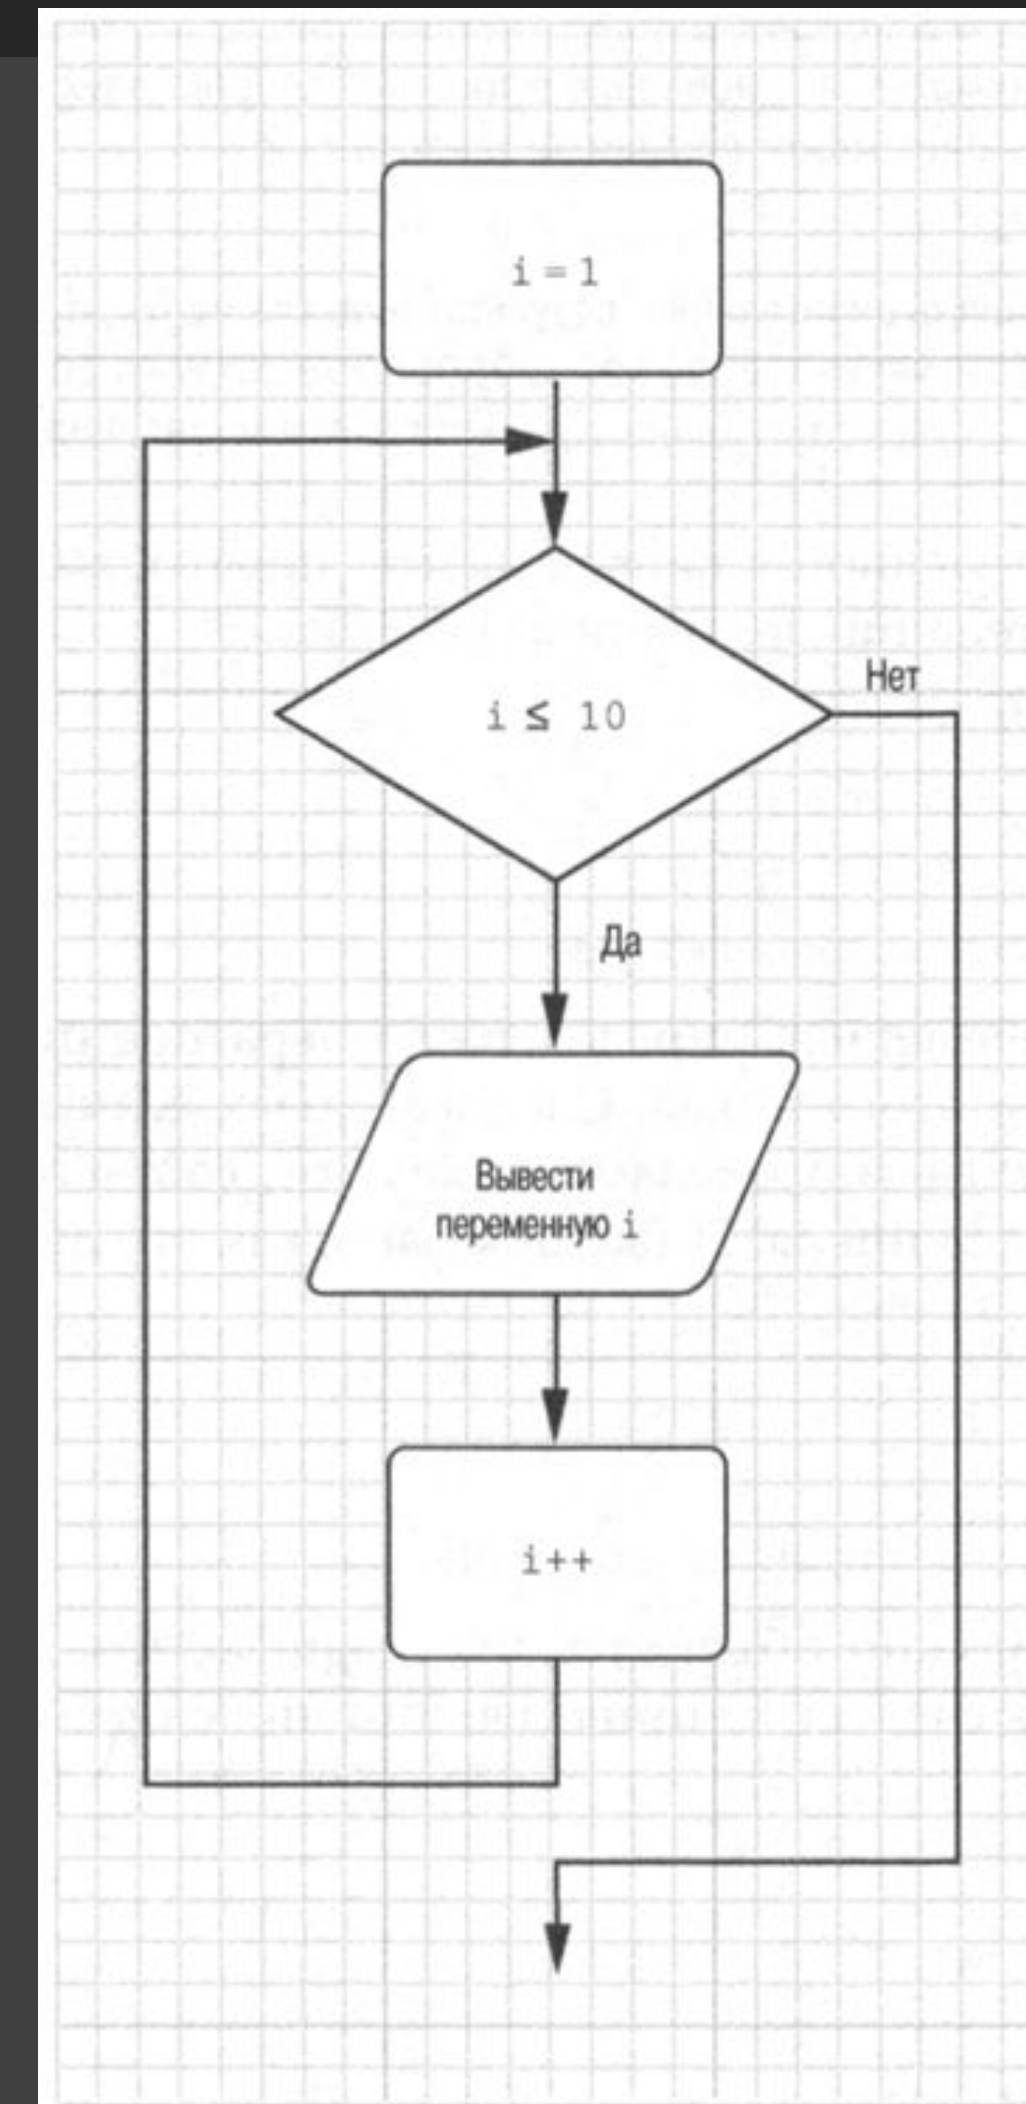 i = 1
i ≤ 10
Нет
Да
Вывести
переменную i
i++